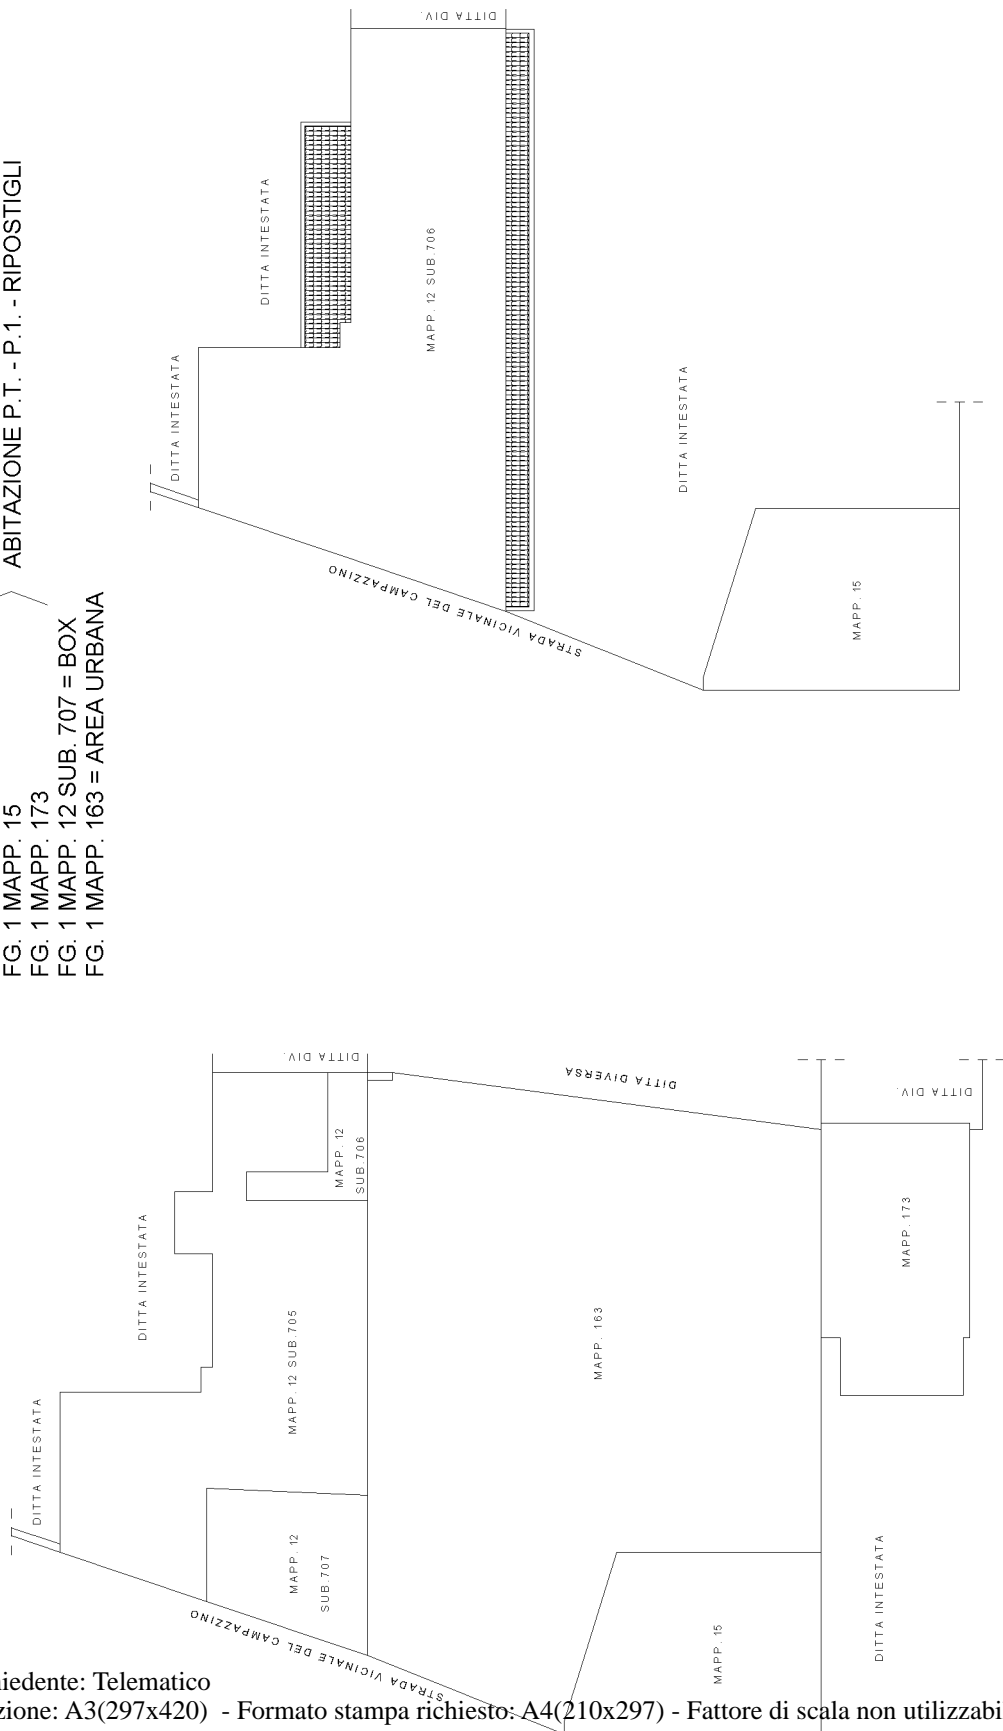 ABITAZIONE P.T. - P.1. - RIPOSTIGLI
FG. 1 MAPP. 15
FG. 1 MAPP. 173
FG. 1 MAPP. 12 SUB. 707 = BOX
FG. 1 MAPP. 163 = AREA URBANA
DITTA DIV.
DITTA INTESTATA
MAPP. 12 SUB.706
DITTA INTESTATA
DITTA INTESTATA
STRADA VICINALE DEL CAMPAZZINO
MAPP. 15
DITTA DIV.
DITTA DIVERSA
DITTA DIV.
MAPP. 12
SUB.706
DITTA INTESTATA
MAPP. 173
MAPP. 12 SUB.705
MAPP. 163
DITTA INTESTATA
MAPP. 12
SUB.707
DITTA INTESTATA
STRADA VICINALE DEL CAMPAZZINO
MAPP. 15
hiedente: Telematico
zione: A3(297x420) - Formato stampa richiesto: A4(210x297) - Fattore di scala non utilizzabi